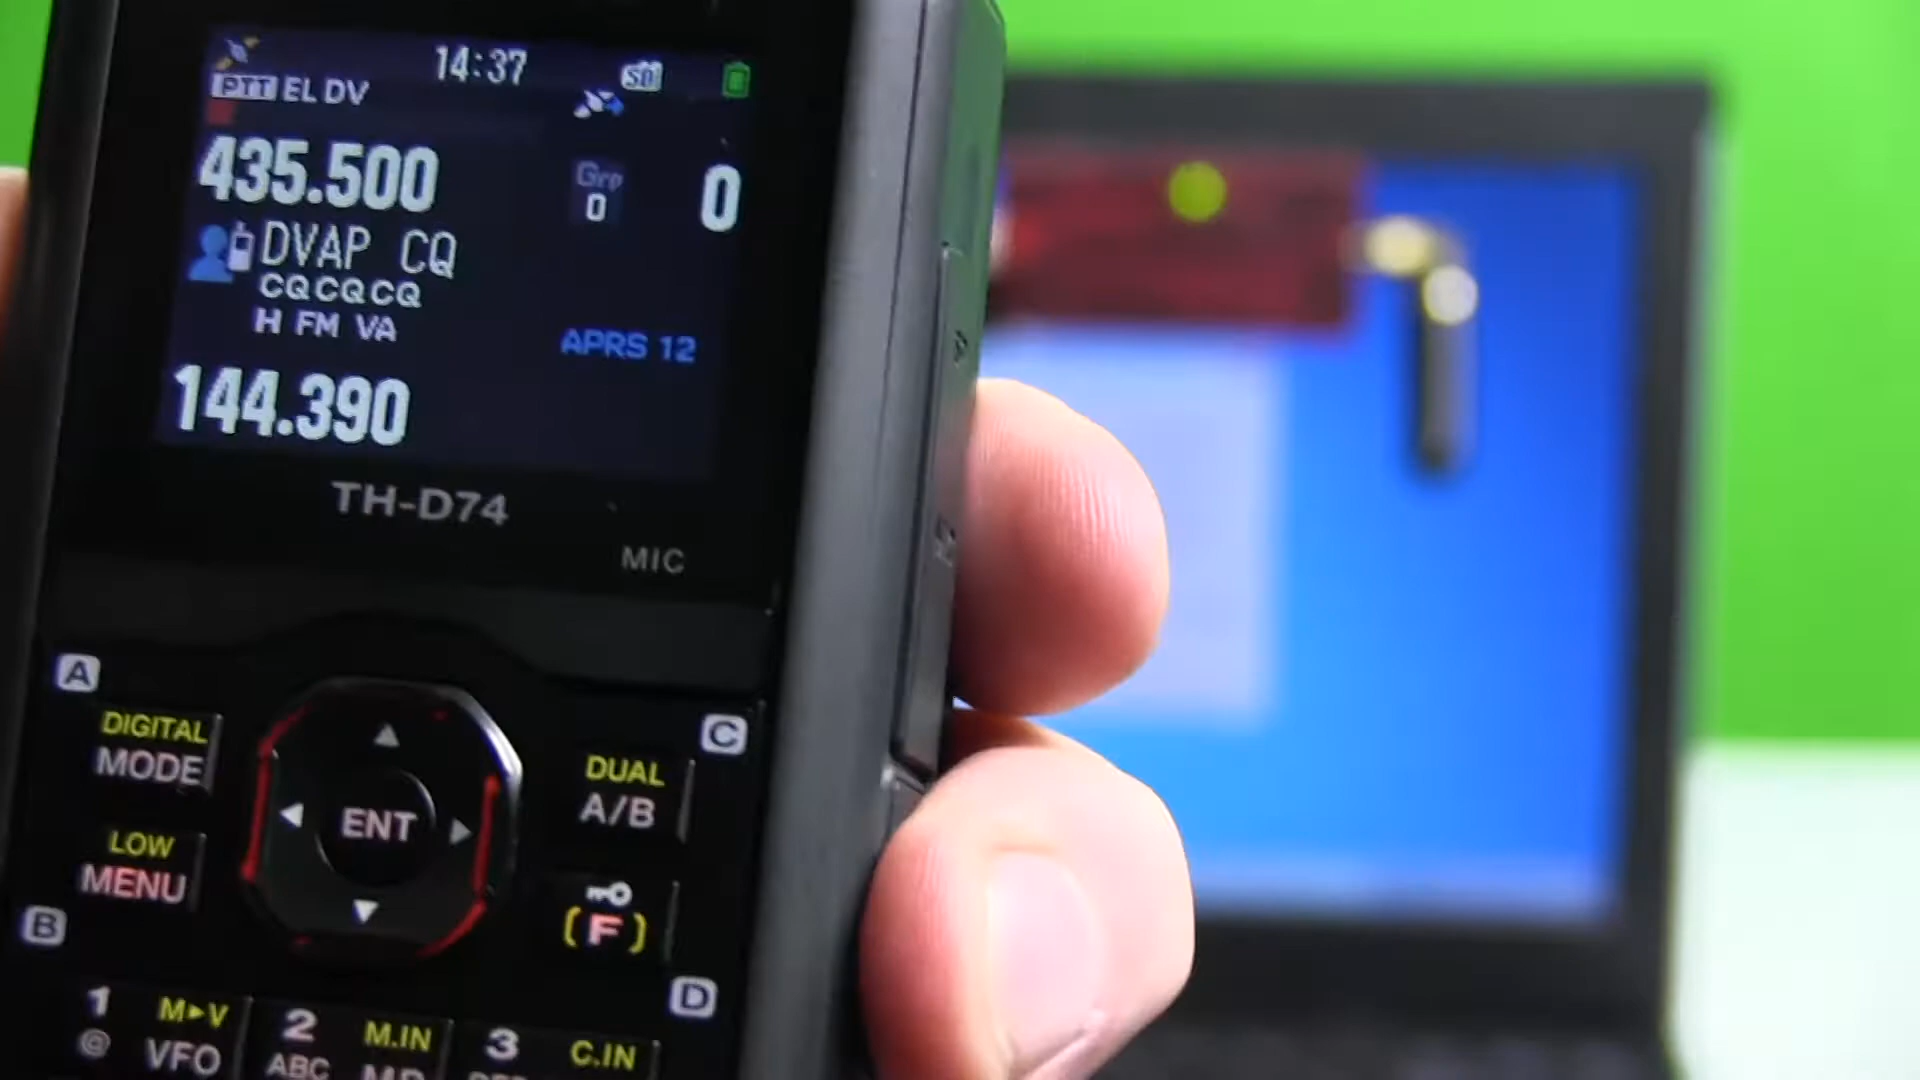 14:37
SD
PTT EL DV
435.500
Grp
0
0
DVAP CQ
CQCQCQ
H FM VA
APRS 12
144.390
TH-D74
MIC
A
DIGITAL
MODE
C
DUAL
A/B
ENT
LOW
MENU
B
(F)
D
1 M►V
@ VFO
2 M.IN
ABC
3 C.IN